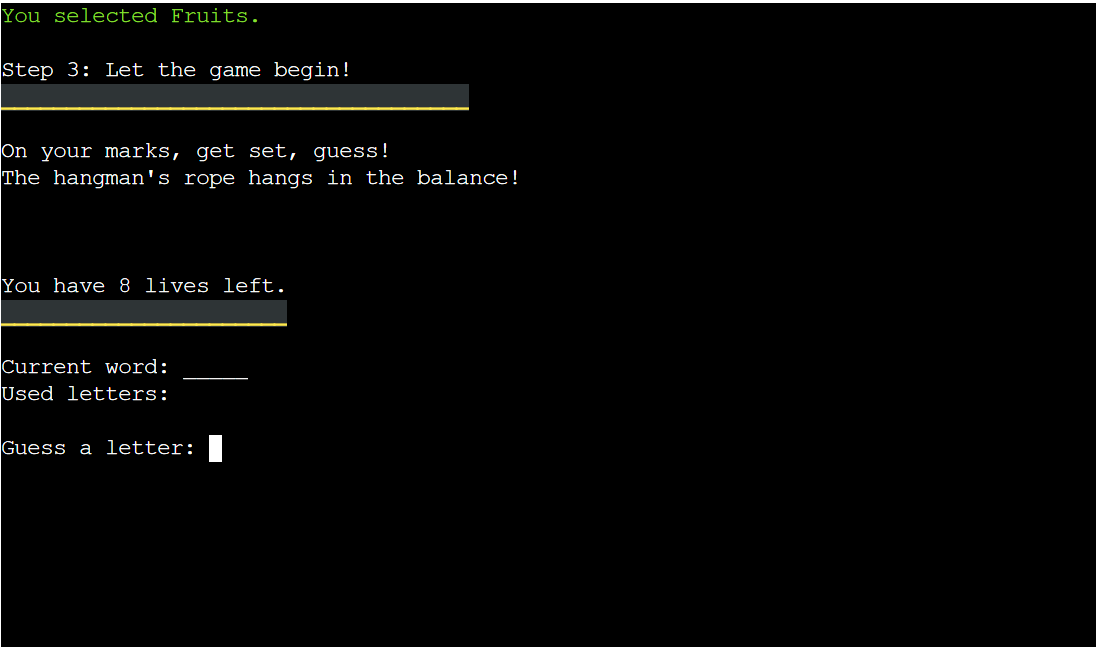 You selected Fruits.
Step 3: Let the game begin!
On your marks, get set, guess!
The hangman's rope hangs in the balance!
You have 8 lives left.
Current word: _____
Used letters:
Guess a letter: